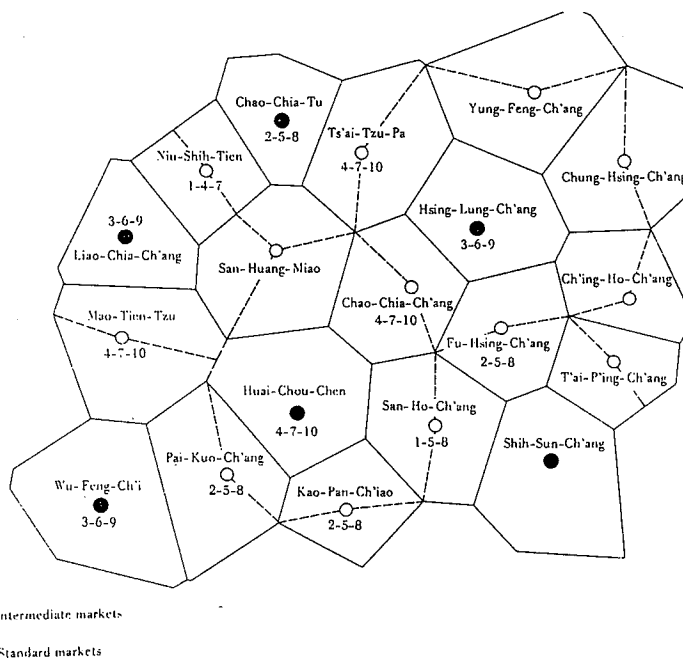 Chao-Chia-Tu
2-5-8
Yung-Feng-Ch'ang
Ts'ai-Tzu-Pa
4-7-10
Niu-Shih-Tien
1-4-7
Chung-Hsing-Ch'ang
Hsing-Lung-Ch'ang
3-6-9
3-6-9
Liao-Chia-Ch'ang
San-Huang-Miao
Ch'ing-Ho-Ch'ang
Chao-Chia-Ch'ang
4-7-10
Mao-Tien-Tzu
4-7-10
Fu-Hsing-Ch'ang
2-5-8
T'ai-P'ing-Ch'ang
Huai-Chou-Chen
4-7-10
San-Ho-Ch'ang
1-5-8
Shih-Sun-Ch'ang
Pai-Kuo-Ch'ang
2-5-8
Wu-Feng-Ch'i
3-6-9
Kao-Pan-Ch'iao
2-5-8
ntermediate markets
Standard markets